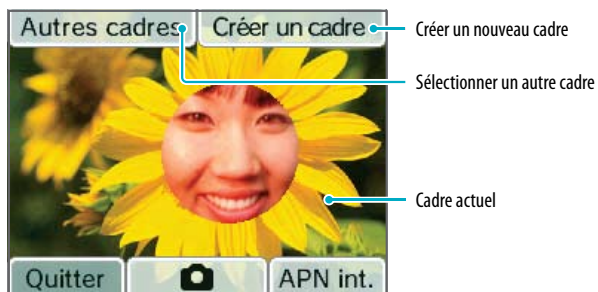 Autres cadres
Créer un cadre
Créer un nouveau cadre
Sélectionner un autre cadre
Cadre actuel
Quitter
APN int.